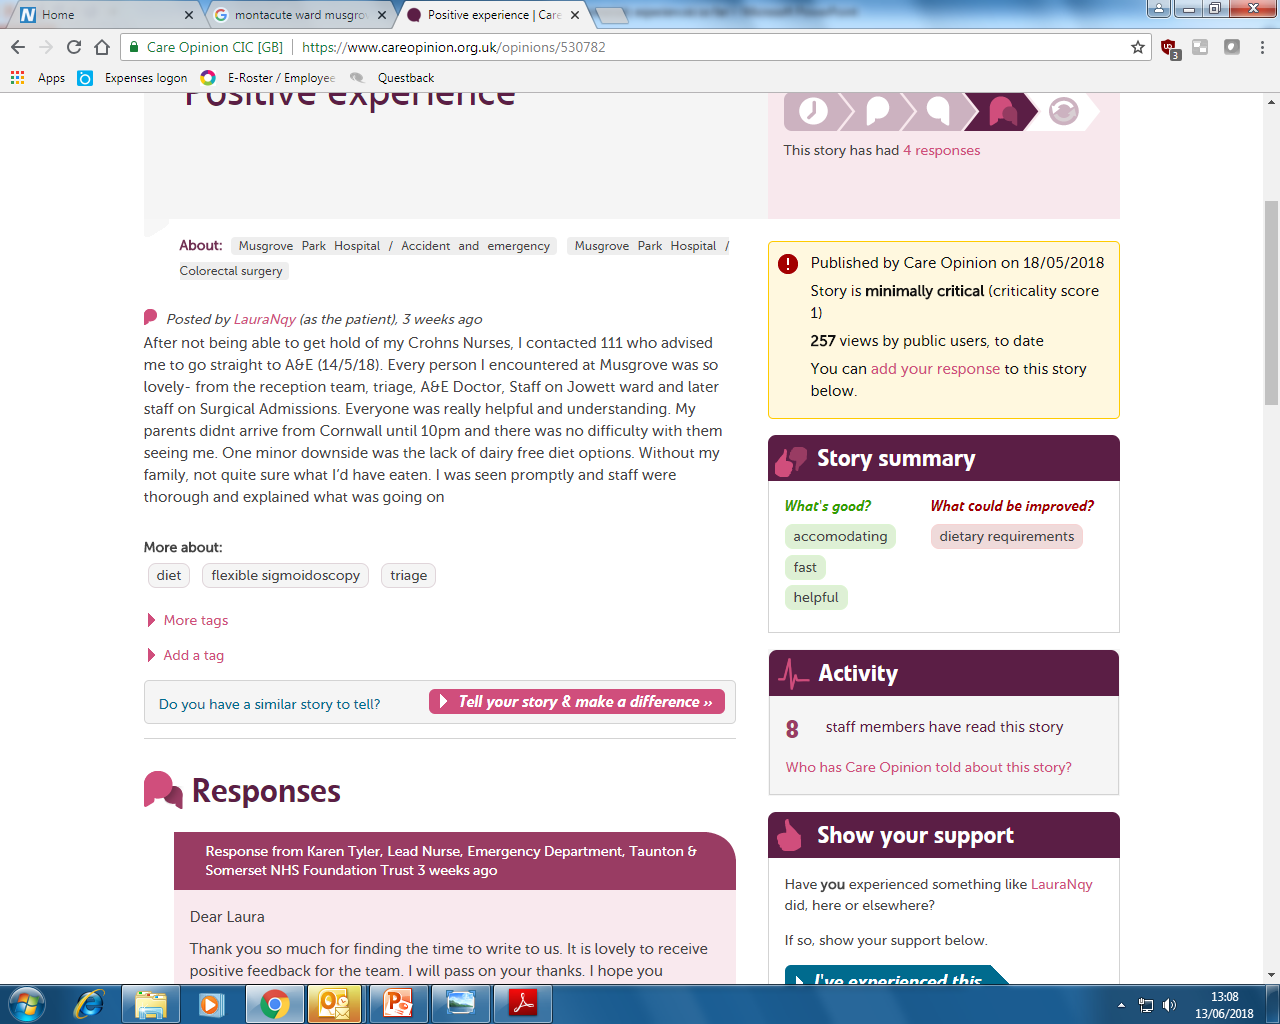 Home
montacute ward musgro
Positive experience | Care
Care Opinion CIC [GB]
https://www.careopinion.org.uk/opinions/530782
3
Apps
Expenses logon
E-Roster / Employee
Questback
Positive experience
This story has had 4 responses
About: Musgrove Park Hospital / Accident and emergency Musgrove Park Hospital /
Colorectal surgery
Posted by LauraNqy (as the patient), 3 weeks ago
After not being able to get hold of my Crohns Nurses, I contacted 111 who advised
me to go straight to A&E (14/5/18). Every person I encountered at Musgrove was so
lovely- from the reception team, triage, A&E Doctor, Staff on Jowett ward and later
staff on Surgical Admissions. Everyone was really helpful and understanding. My
parents didnt arrive from Cornwall until 10pm and there was no difficulty with them
seeing me. One minor downside was the lack of dairy free diet options. Without my
family, not quite sure what I'd have eaten. I was seen promptly and staff were
thorough and explained what was going on
More about:
diet
flexible sigmoidoscopy
triage
More tags
Add a tag
Do you have a similar story to tell?
Tell your story & make a difference »
Responses
Response from Karen Tyler, Lead Nurse, Emergency Department, Taunton &
Somerset NHS Foundation Trust 3 weeks ago
Dear Laura
Thank you so much for finding the time to write to us. It is lovely to receive
positive feedback for the team. I will pass on your thanks. I hope you
Published by Care Opinion on 18/05/2018
Story is minimally critical (criticality score
1)
257 views by public users, to date
You can add your response to this story
below.
Story summary
What's good?
accomodating
fast
helpful
What could be improved?
dietary requirements
Activity
8 staff members have read this story
Who has Care Opinion told about this story?
Show your support
Have you experienced something like LauraNqy
did, here or elsewhere?
If so, show your support below.
I've experienced this
13:08
13/06/2018